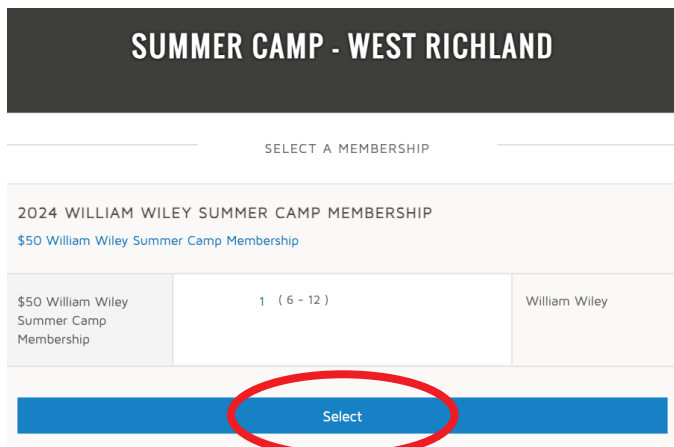 SUMMER CAMP - WEST RICHLAND
SELECT A MEMBERSHIP
2024 WILLIAM WILEY SUMMER CAMP MEMBERSHIP
$50 William Wiley Summer Camp Membership
$50 William Wiley
Summer Camp
Membership
1 ( 6 - 12 )
William Wiley
Select